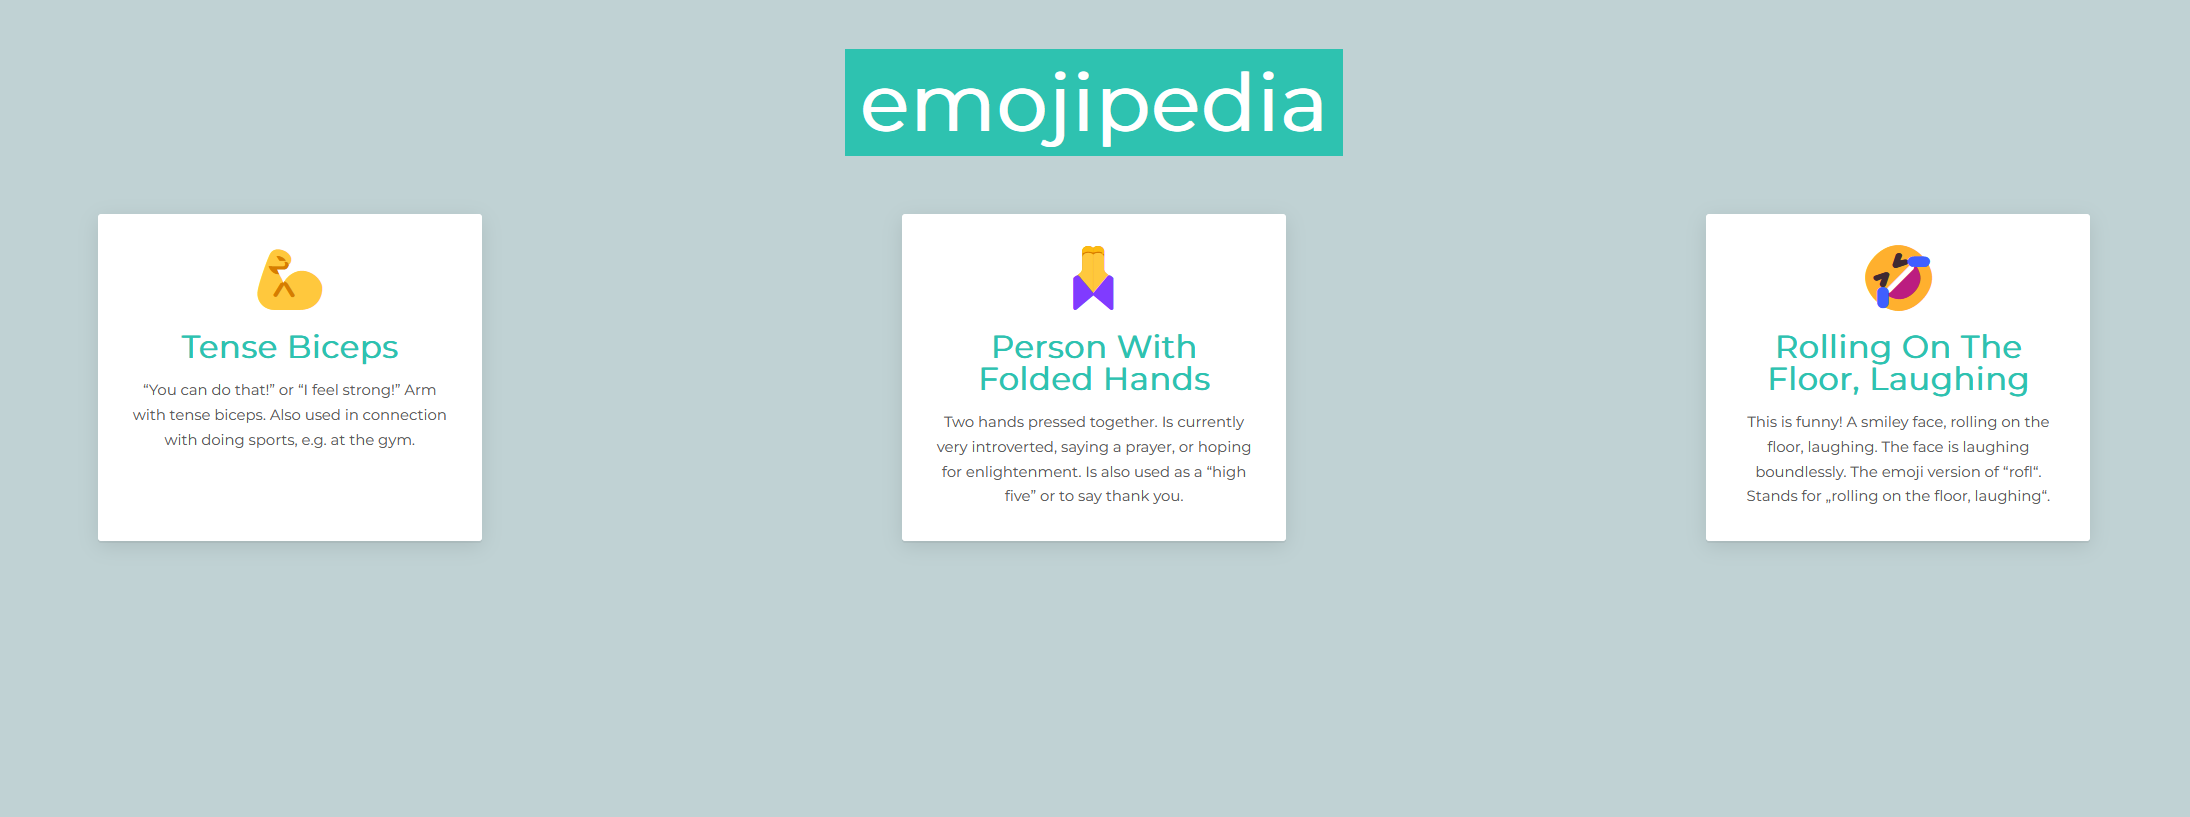 emojipedia
Tense Biceps
“You can do that!” or “I feel strong!” Arm
with tense biceps. Also used in connection
with doing sports, e.g. at the gym.
Person With
Folded Hands
Two hands pressed together. Is currently
very introverted, saying a prayer, or hoping
for enlightenment. Is also used as a “high
five” or to say thank you.
Rolling On The
Floor, Laughing
This is funny! A smiley face, rolling on the
floor, laughing. The face is laughing
boundlessly. The emoji version of “rofl“.
Stands for „rolling on the floor, laughing“.